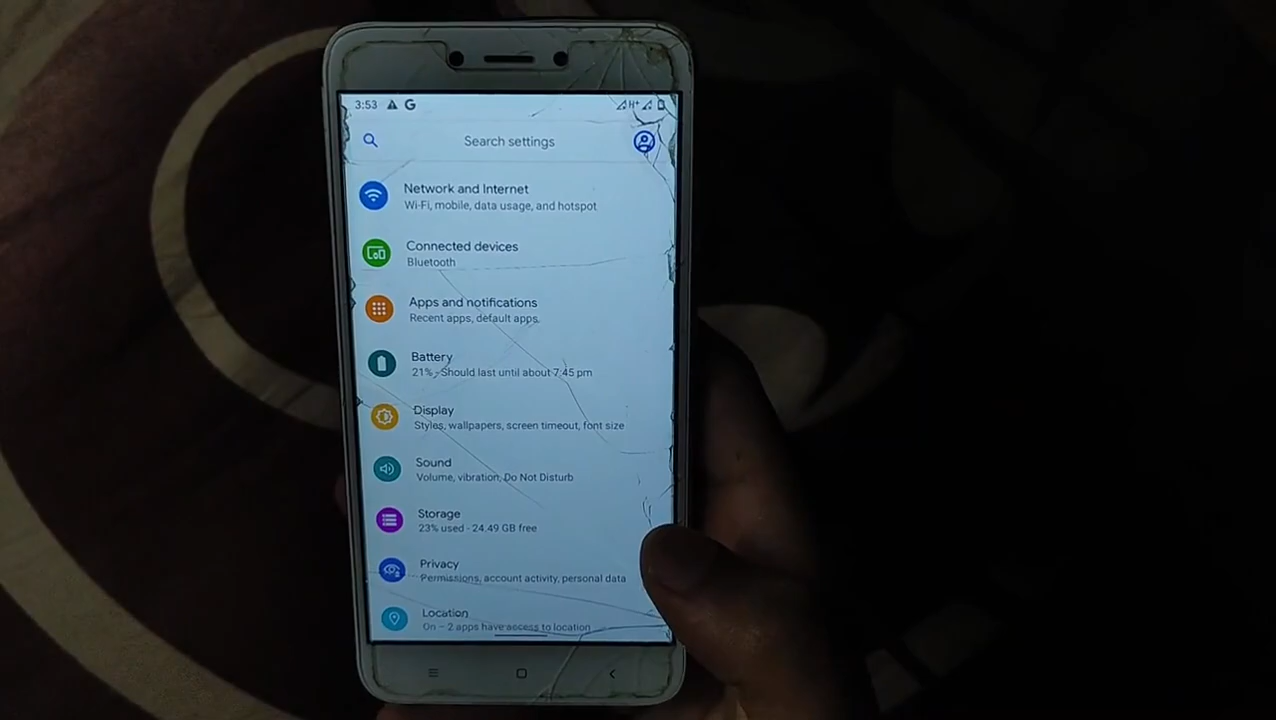 3:53 G H+
Search settings
Network and Internet
Wi-Fi, mobile, data usage, and hotspot
Connected devices
Bluetooth
Apps and notifications
Recent apps, default apps
Battery
21% - Should last until about 7:45 pm
Display
Styles, wallpapers, screen timeout, font size
Sound
Volume, vibration, Do Not Disturb
Storage
23% used - 24.49 GB free
Privacy
Permissions, account activity, personal data
Location
On – 2 apps have access to location